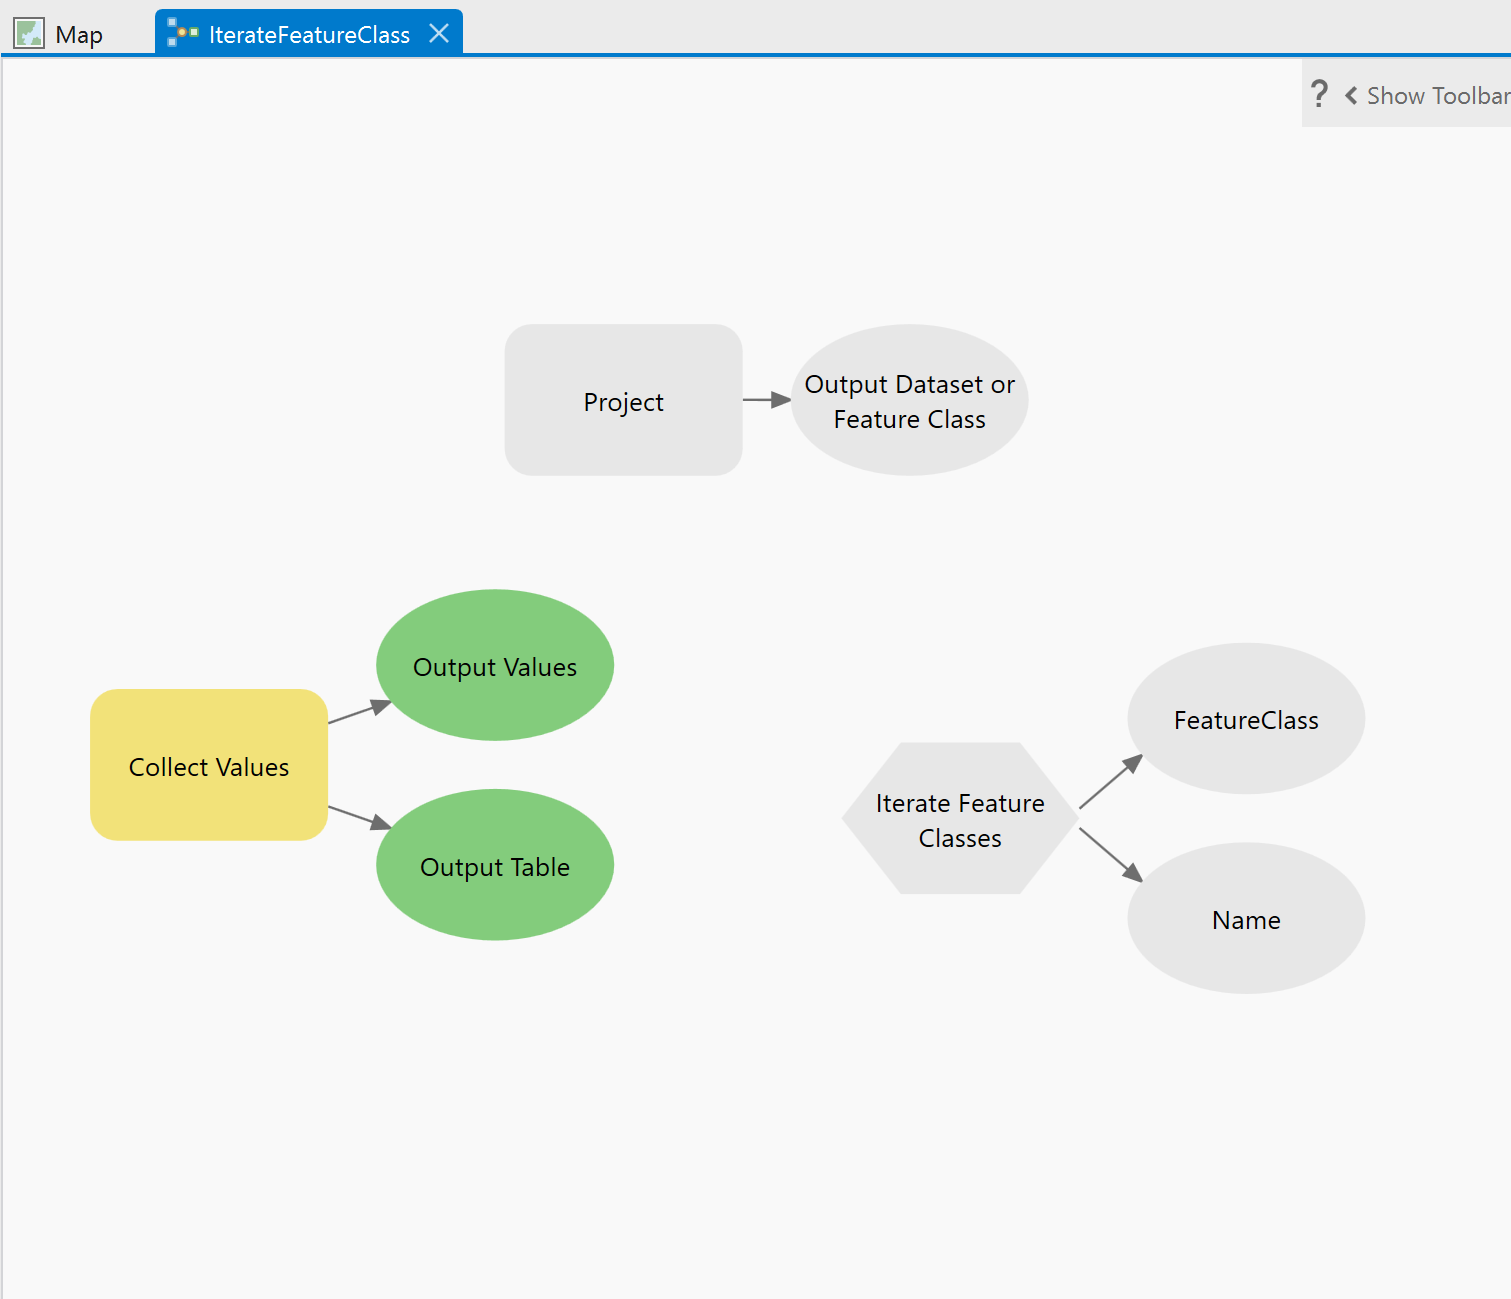 Map
IterateFeatureClass
? Show Toolbar
Project
Output Dataset or
Feature Class
Output Values
Collect Values
Output Table
FeatureClass
Iterate Feature
Classes
Name